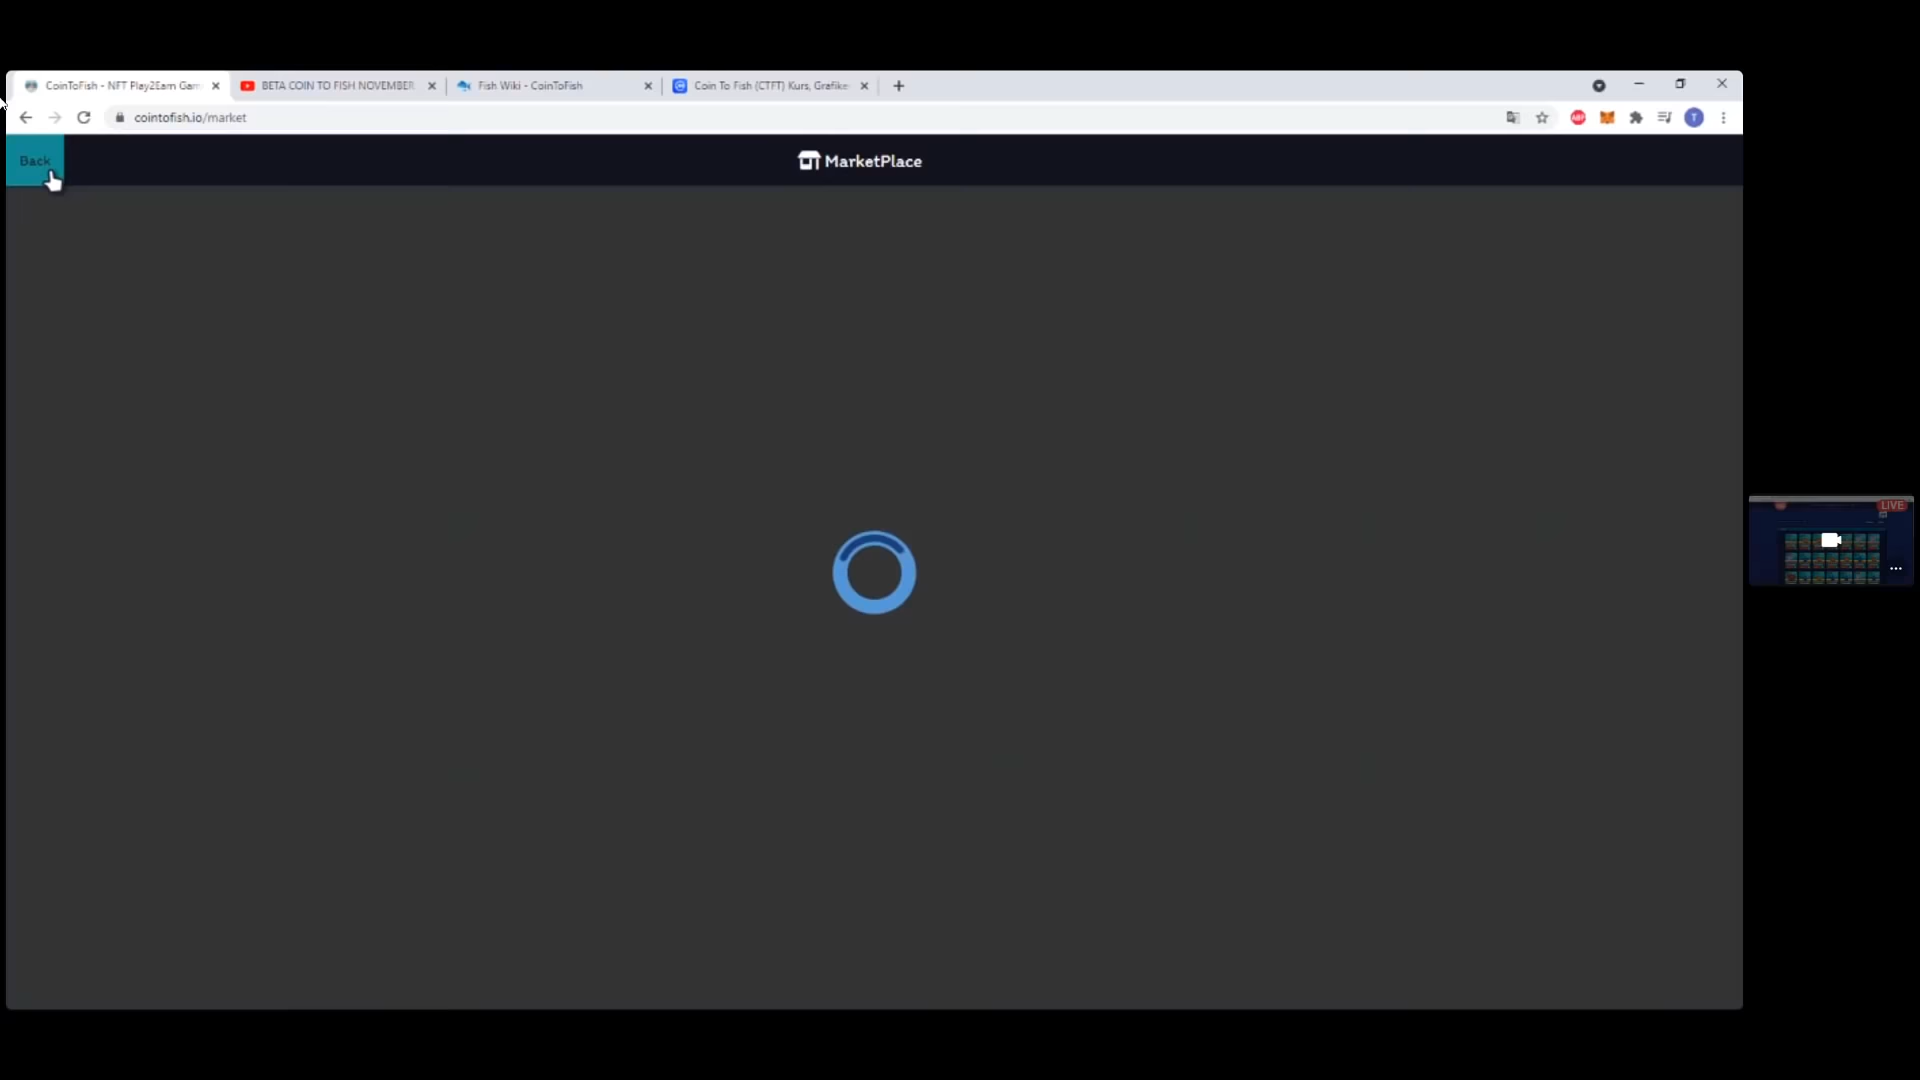 CoinToFish - NFT Play2Earn Gam
BETA COIN TO FISH NOVEMBER
Fish Wiki - CoinToFish
Coin To Fish (CTFT) Kurs, Grafike
cointofish.io/market
ABP
T
Back
MarketPlace
LIVE